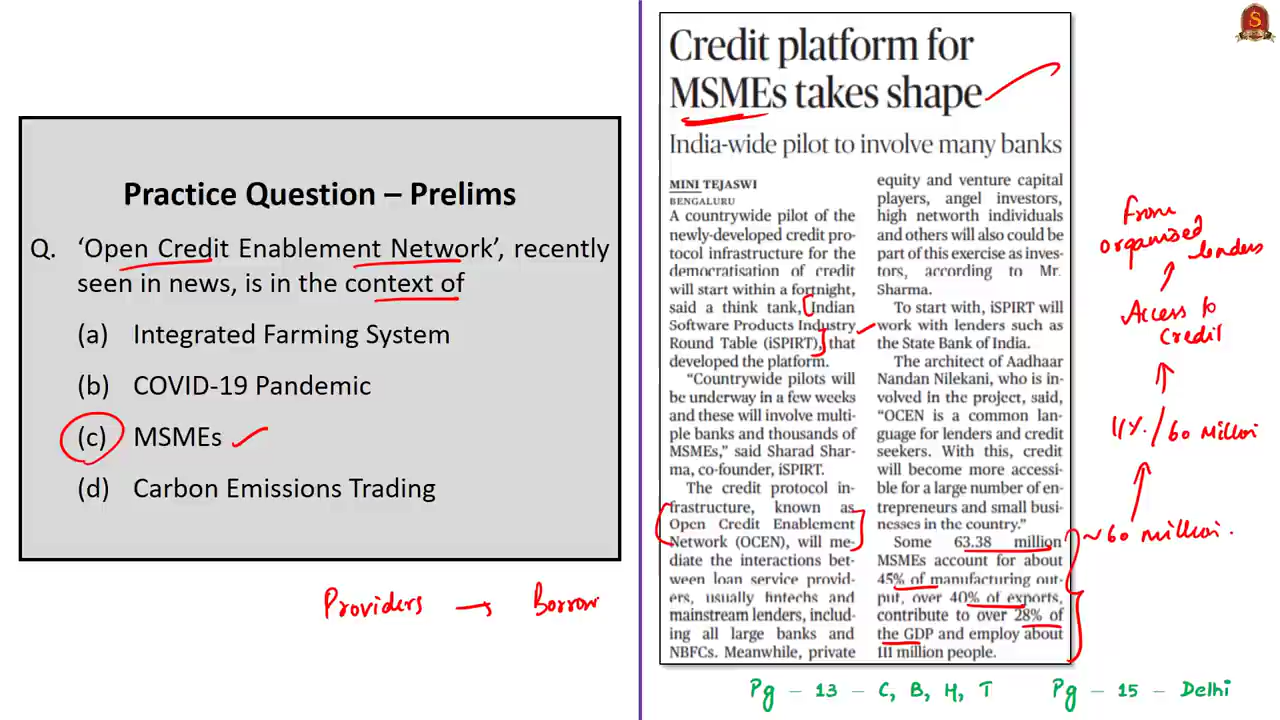 Practice Question – Prelims
Q. ‘Open Credit Enablement Network’, recently
seen in news, is in the context of
(a) Integrated Farming System
(b) COVID-19 Pandemic
(c) MSMEs
(d) Carbon Emissions Trading
Providers → Borrow
Credit platform for
MSMEs takes shape
India-wide pilot to involve many banks
MINI TEJASWI
BENGALURU
A countrywide pilot of the
newly-developed credit pro-
tocol infrastructure for the
democratisation of credit
will start within a fortnight,
said a think tank, Indian
Software Products Industry
Round Table (iSPIRT), that
developed the platform.
“Countrywide pilots will
be underway in a few weeks
and these will involve multi-
ple banks and thousands of
MSMEs,” said Sharad Shar-
ma, co-founder, iSPIRT.
The credit protocol in-
frastructure, known as
Open Credit Enablement
Network (OCEN), will me-
diate the interactions bet-
ween loan service provid-
ers, usually fintechs and
mainstream lenders, includ-
ing all large banks and
NBFCs. Meanwhile, private
equity and venture capital
players, angel investors,
high networth individuals
and others will also could be
part of this exercise as inves-
tors, according to Mr.
Sharma.
To start with, iSPIRT will
work with lenders such as
the State Bank of India.
The architect of Aadhaar
Nandan Nilekani, who is in-
volved in the project, said,
“OCEN is a common lan-
guage for lenders and credit
seekers. With this, credit
will become more accessi-
ble for a large number of en-
trepreneurs and small busi-
nesses in the country.”
Some 63.38 million
MSMEs account for about
45% of manufacturing out-
put, over 40% of exports,
contribute to over 28% of
the GDP and employ about
111 million people.
From
organised
lenders
Access to
Credit
11% / 60 Million
~60 million.
Pg - 13 - C, B, H, T
Pg - 15 - Delhi
S